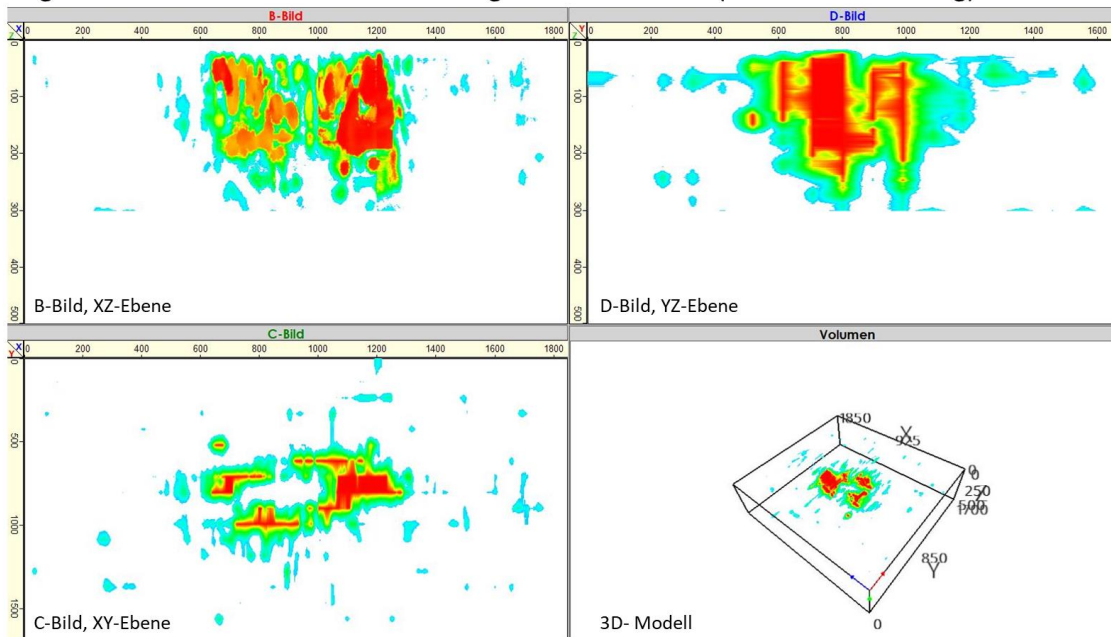 B-Bild
D-Bild
X
Z
0 200 400 600 800 1000 1200 1400 1600 1800
Y
Z
0 200 400 600 800 1000 1200 1400 1600
0
100
200
300
400
500
0
100
200
300
400
500
B-Bild, XZ-Ebene
D-Bild, YZ-Ebene
C-Bild
Volumen
X
Y
0 200 400 600 800 1000 1200 1400 1600 1800
0
500
1000
1500
1850
X
925
0
0
250
500
1700
850
Y
0
C-Bild, XY-Ebene
3D- Modell